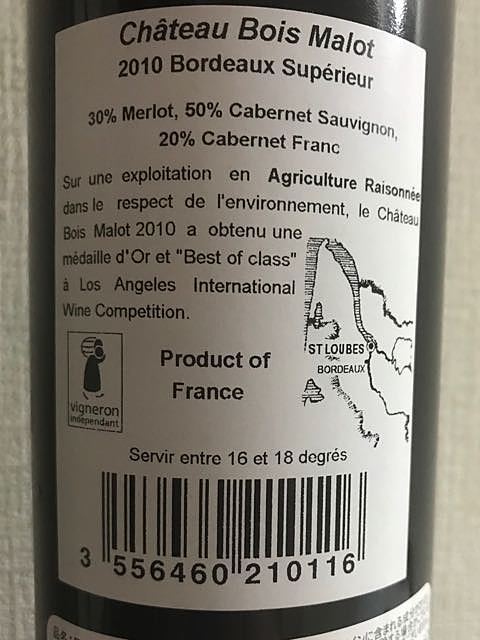 Château Bois Malot
2010 Bordeaux Supérieur
30% Merlot, 50% Cabernet Sauvignon,
20% Cabernet Franc
Sur une exploitation en Agriculture Raisonnée
dans le respect de l'environnement, le Château
Bois Malot 2010 a obtenu une
médaille d'Or et "Best of class"
à Los Angeles International
Wine Competition.
ST LOUBES
BORDEAUX
vigneron
indépendant
Product of
France
Servir entre 16 et 18 degrés
3 556460 210116